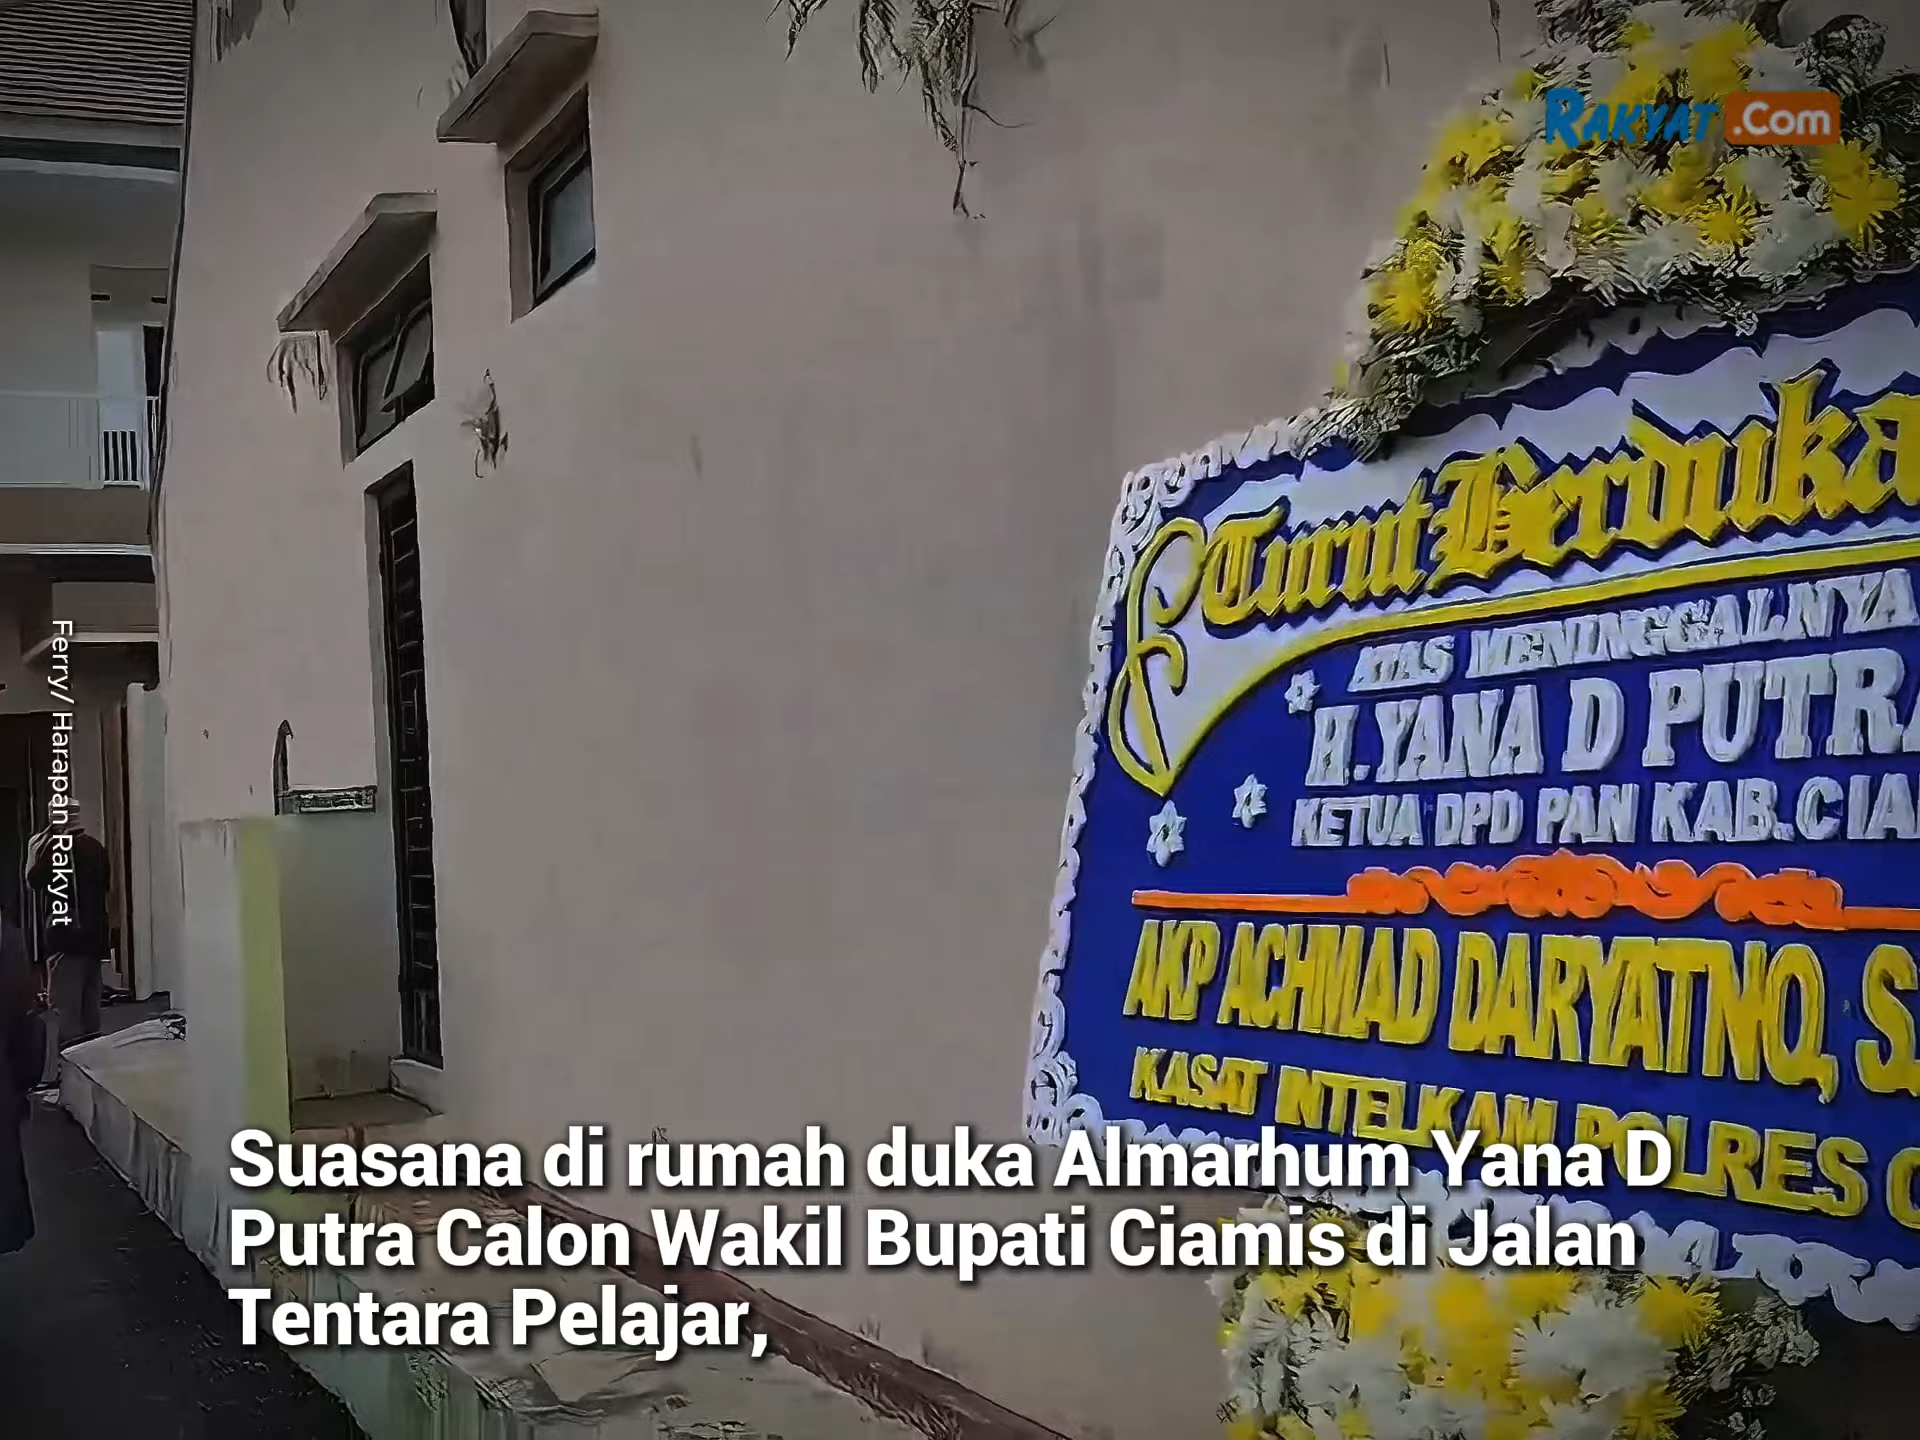 RAKYAT .Com
Turut Berduka
ATAS MENINGGALNYA
H.YANA D PUTRA
KETUA DPD PAN KAB.CIA
AKP ACHMAD DARYATNO, S.
KASAT INTELKAM POLRES C
Ferry/ Harapan Rakyat
Suasana di rumah duka Almarhum Yana D
Putra Calon Wakil Bupati Ciamis di Jalan
Tentara Pelajar,